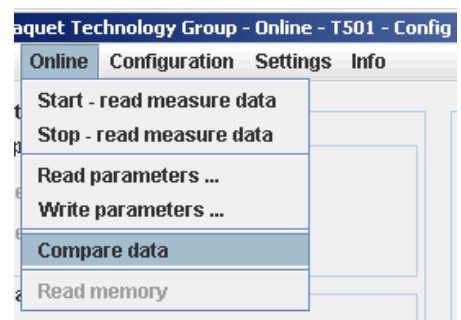 aquet Technology Group - Online - T501 - Config
Online Configuration Settings Info
Start - read measure data
Stop - read measure data
Read parameters ...
Write parameters ...
Compare data
Read memory